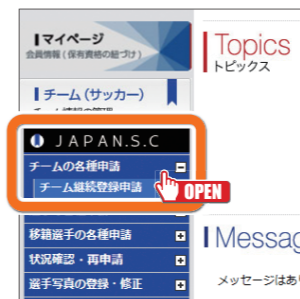 マイページ
会員情報(保有資格の紐づけ)
Topics
トピックス
チーム(サッカー)
JAPAN.S.C
チームの各種申請
チーム継続登録申請
OPEN
移籍選手の各種申請
Messag
状況確認・再申請
選手写真の登録・修正
メッセージはあ